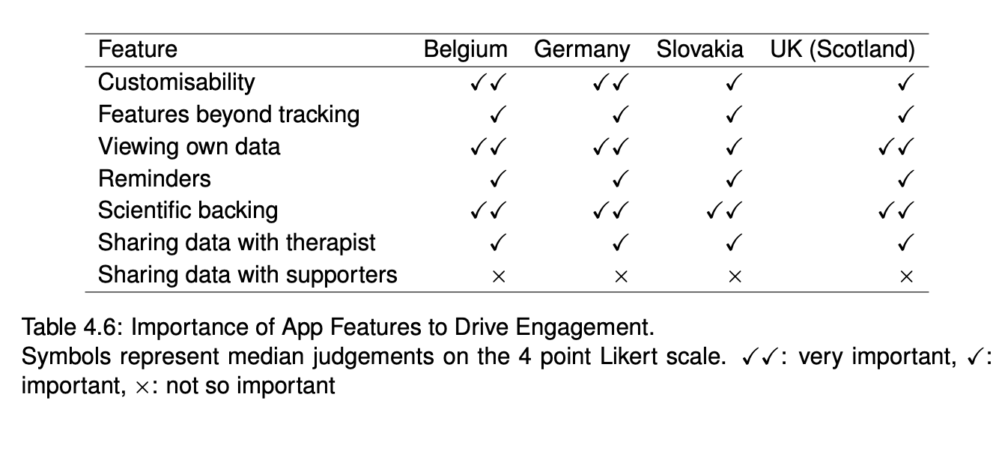 Feature Belgium Germany Slovakia UK (Scotland)
Customisability ✓✓ ✓✓ ✓ ✓
Features beyond tracking ✓ ✓ ✓ ✓
Viewing own data ✓✓ ✓✓ ✓ ✓✓
Reminders ✓ ✓ ✓ ✓
Scientific backing ✓✓ ✓✓ ✓✓ ✓✓
Sharing data with therapist ✓ ✓ ✓ ✓
Sharing data with supporters × × × ×
Table 4.6: Importance of App Features to Drive Engagement.
Symbols represent median judgements on the 4 point Likert scale. ✓✓: very important, ✓:
important, ×: not so important